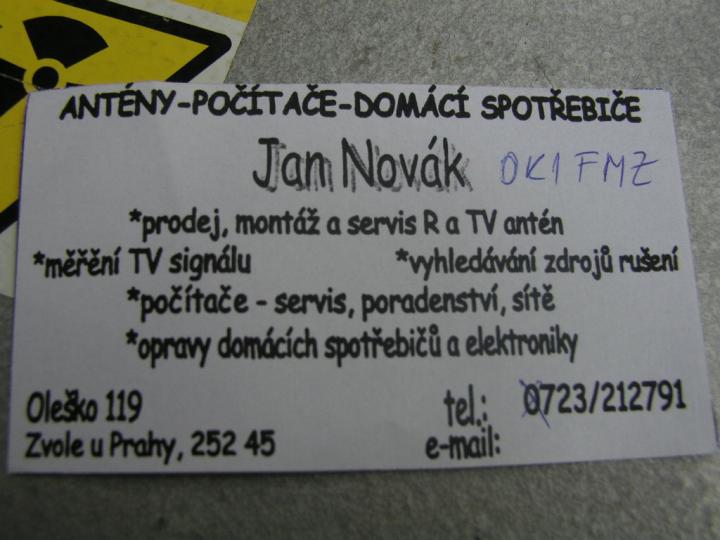 ANTÉNY-POČÍTAČE-DOMÁCÍ SPOTŘEBIČE
Jan Novák OK1FMZ
*prodej, montáž a servis R a TV antén
*měření TV signálu *vyhledávání zdrojů rušení
*počítače - servis, poradenství, sítě
*opravy domácích spotřebičů a elektroniky
Oleško 119 tel.: 0723/212791
Zvole u Prahy, 252 45 e-mail: